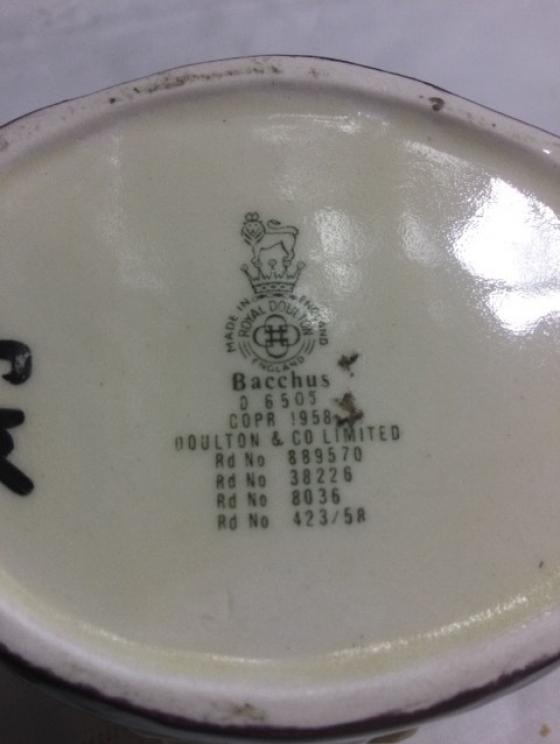 MADE IN ENGLAND
ROYAL DOULTON
ENGLAND
Bacchus
D 6505
COPR 1958
DOULTON & CO LIMITED
Rd No 889570
Rd No 38226
Rd No 8036
Rd No 423/58